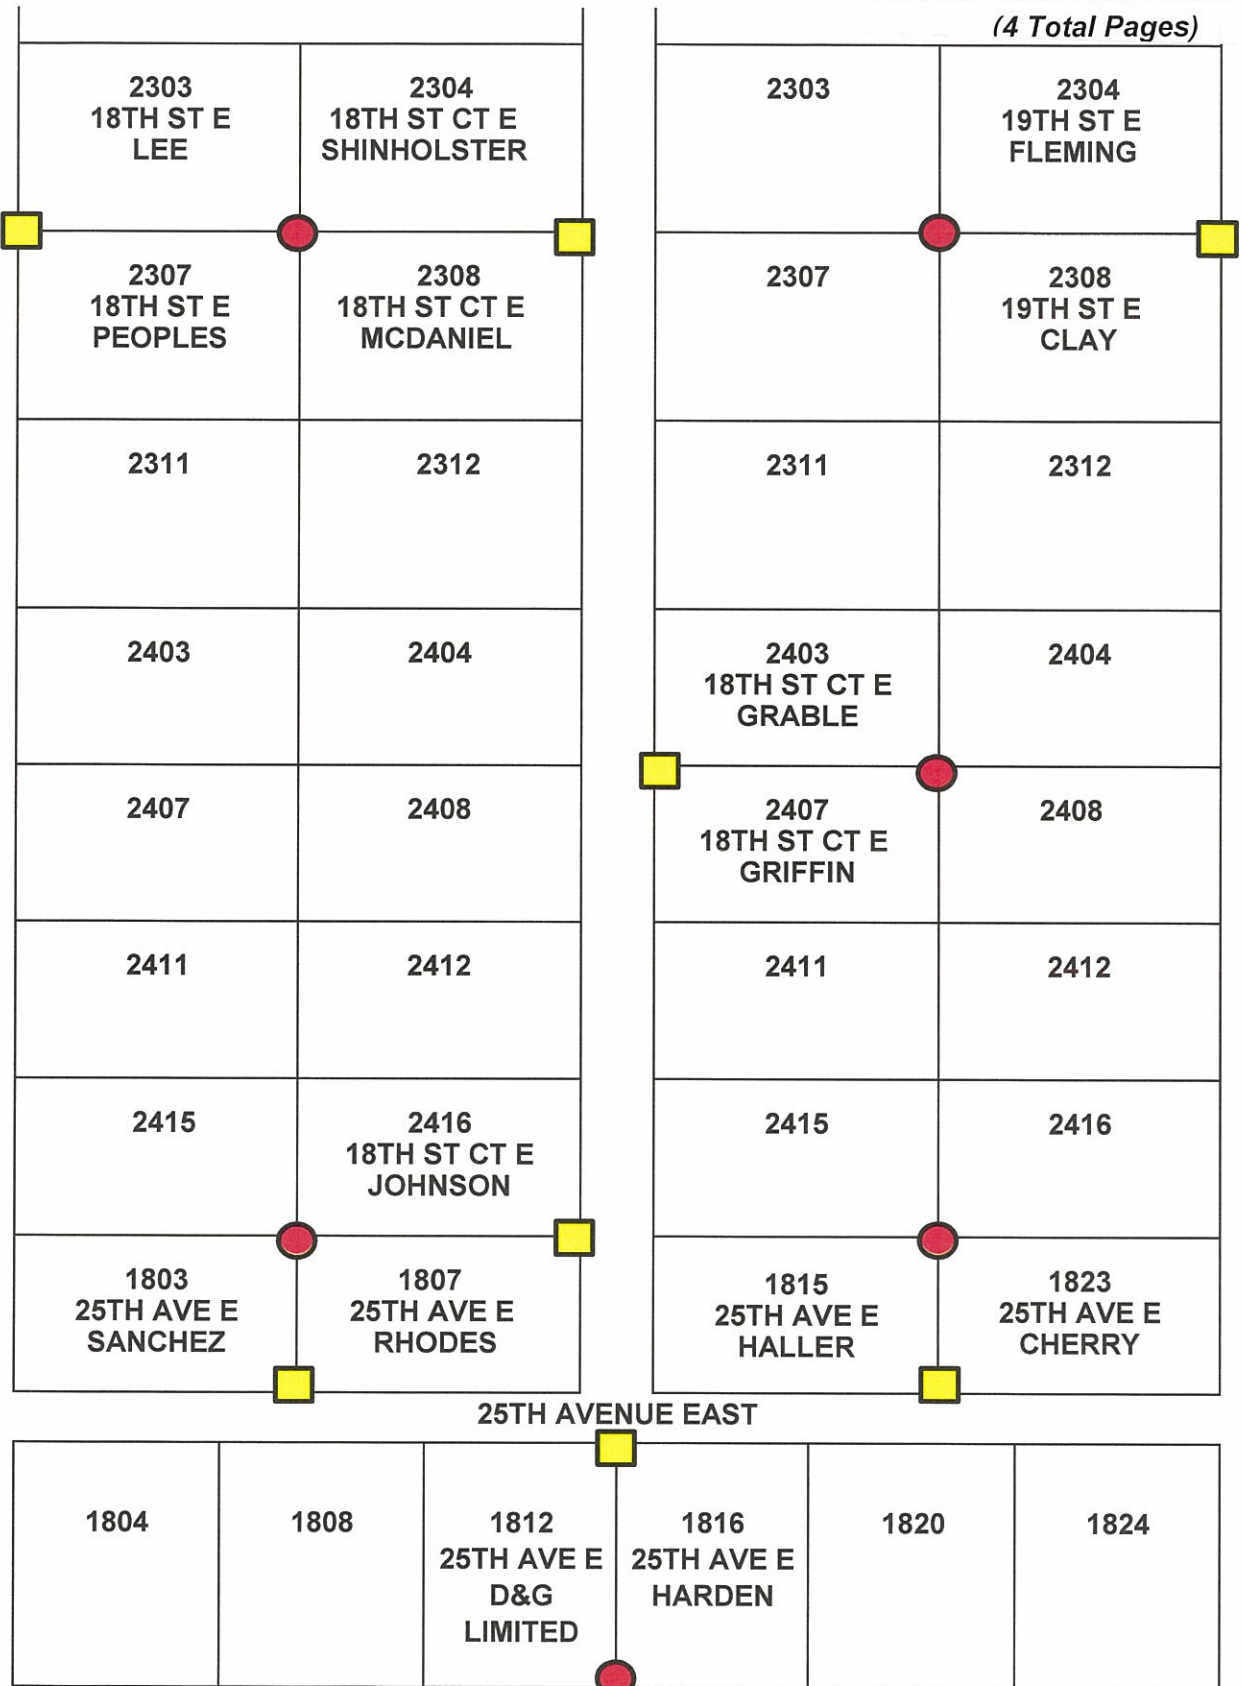 (4 Total Pages)
2303
18TH ST E
LEE
2304
18TH ST CT E
SHINHOLSTER
2303
2304
19TH ST E
FLEMING
2307
18TH ST E
PEOPLES
2308
18TH ST CT E
MCDANIEL
2307
2308
19TH ST E
CLAY
2311
2312
2311
2312
2403
2404
2403
18TH ST CT E
GRABLE
2404
2407
2408
2407
18TH ST CT E
GRIFFIN
2408
2411
2412
2411
2412
2415
2416
18TH ST CT E
JOHNSON
2415
2416
1803
25TH AVE E
SANCHEZ
1807
25TH AVE E
RHODES
1815
25TH AVE E
HALLER
1823
25TH AVE E
CHERRY
25TH AVENUE EAST
1804
1808
1812
25TH AVE E
D&G
LIMITED
1816
25TH AVE E
HARDEN
1820
1824